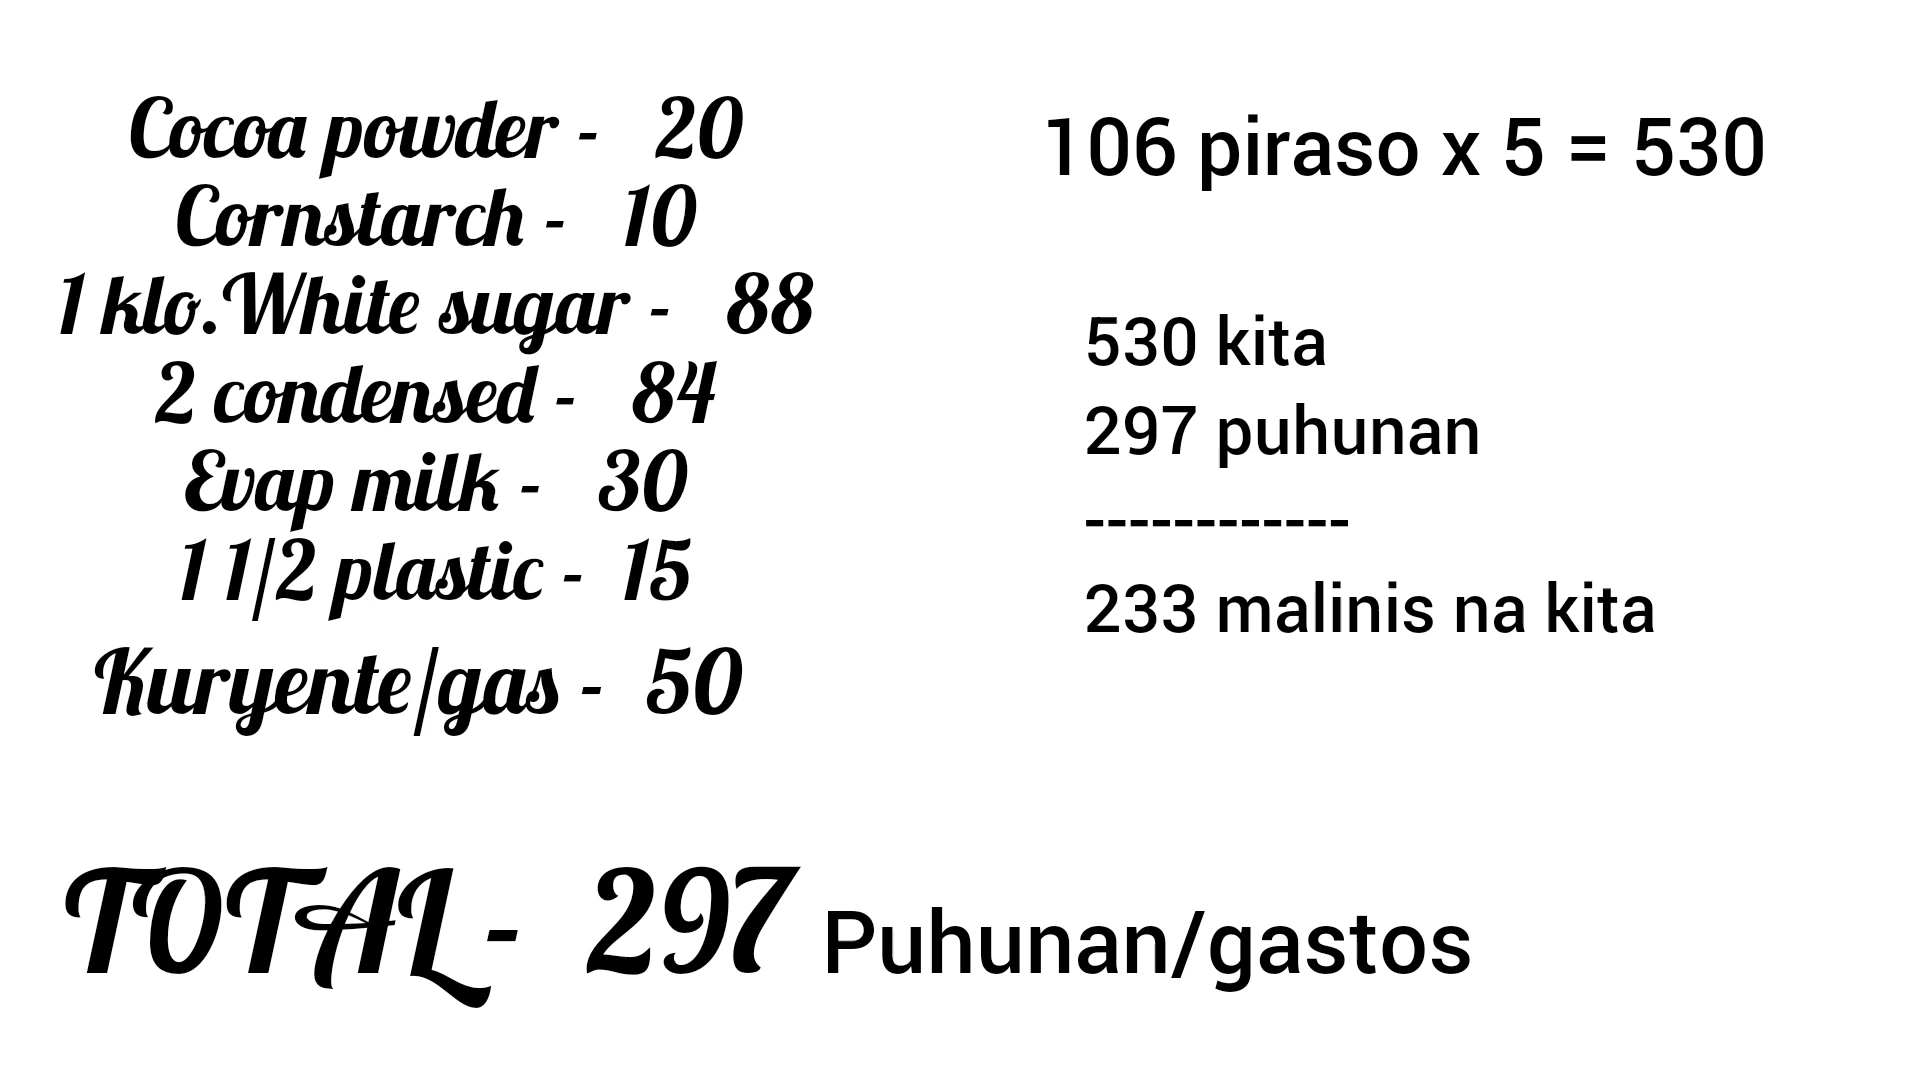 Cocoa powder - 20
Cornstarch - 10
1 klo.White sugar - 88
2 condensed - 84
Evap milk - 30
1 1/2 plastic - 15
Kuryente/gas - 50
TOTAL - 297 Puhunan/gastos
106 piraso x 5 = 530
530 kita
297 puhunan
------------
233 malinis na kita